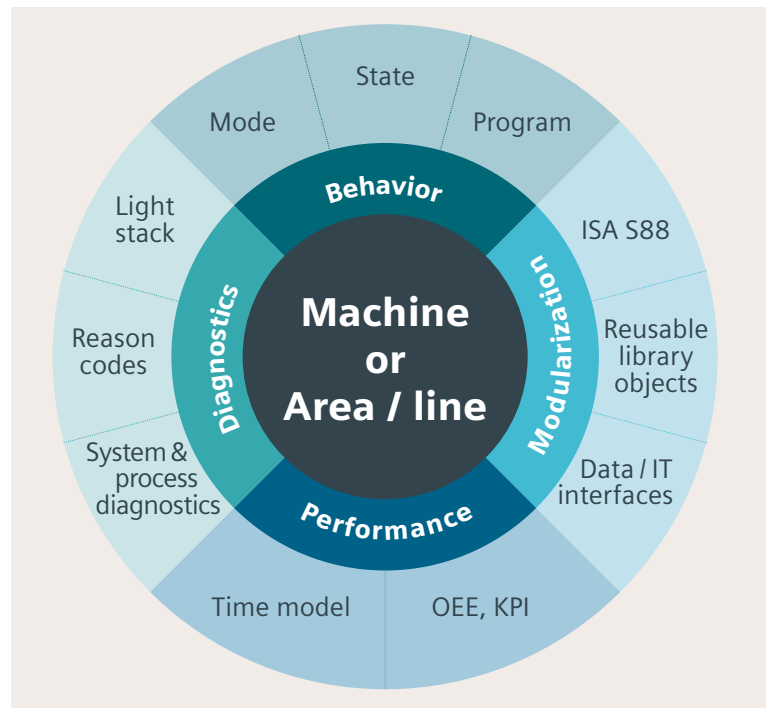 State
Mode
Program
Behavior
Light
stack
ISA S88
Diagnostics
Machine
or
Area / line
Modularization
Reason
codes
Reusable
library
objects
System &
process
diagnostics
Data / IT
interfaces
Performance
Time model
OEE, KPI